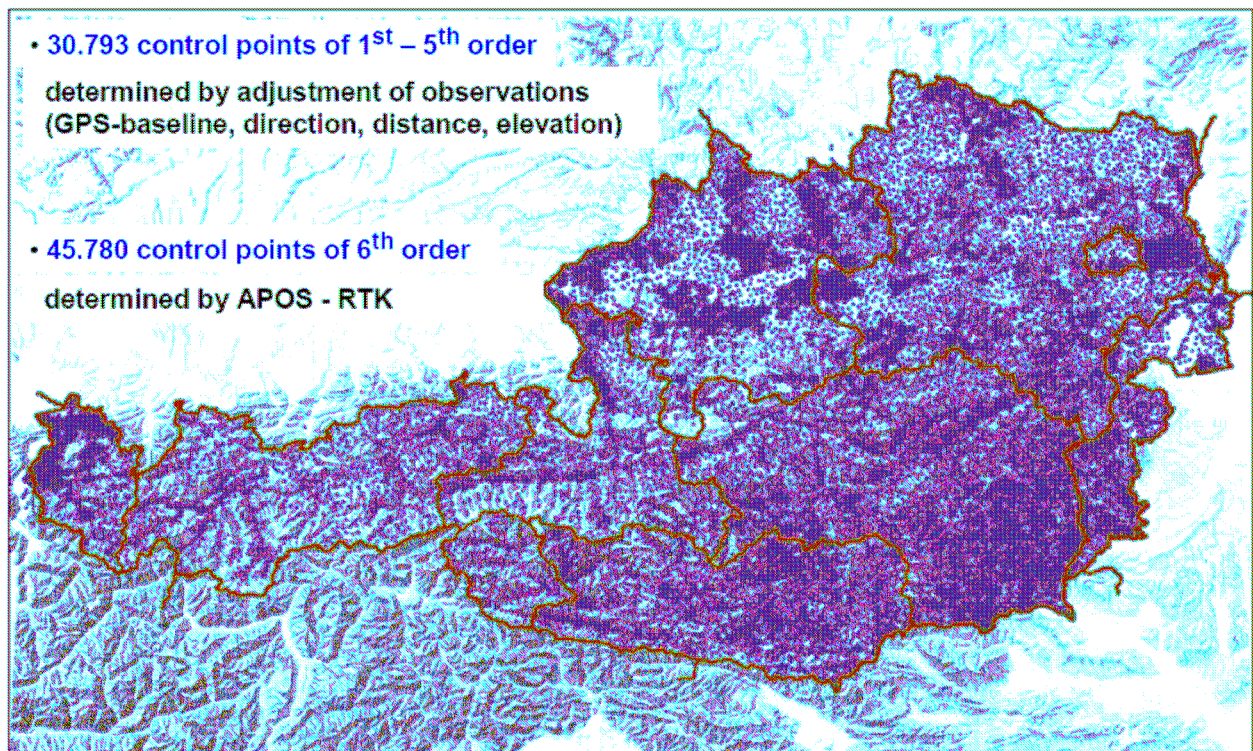 · 30.793 control points of 1st – 5th order
determined by adjustment of observations
(GPS-baseline, direction, distance, elevation)
· 45.780 control points of 6th order
determined by APOS - RTK